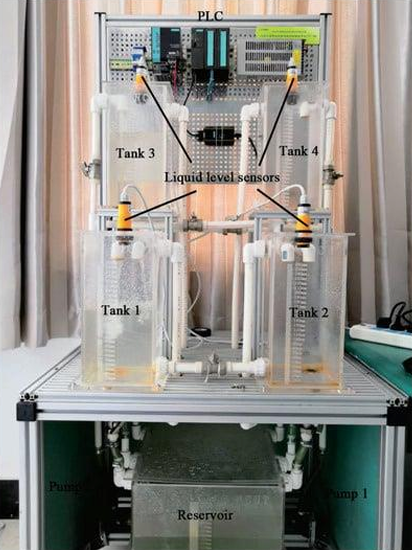 PLC
Tank 3
Tank 4
Liquid level sensors
Tank 1
Tank 2
Pump
Pump 1
Reservoir